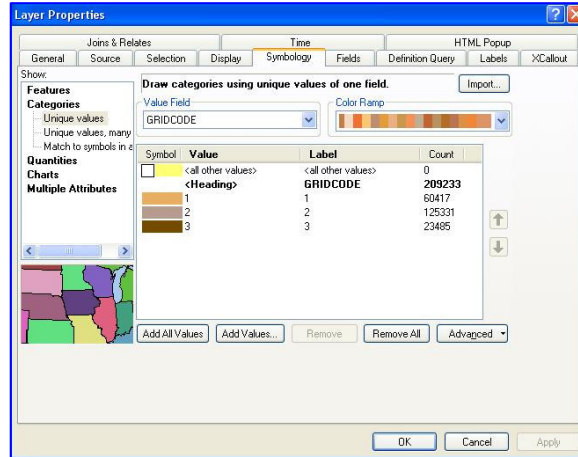 Layer Properties
Joins & Relates Time HTML Popup
General Source Selection Display Symbology Fields Definition Query Labels XCallout
Show:
Features
Categories
Unique values
Unique values, many
Match to symbols in a
Quantities
Charts
Multiple Attributes
Draw categories using unique values of one field.
Import...
Value Field
GRIDCODE
Color Ramp
Symbol Value Label Count
<all other values> <all other values> 0
<Heading> GRIDCODE 209233
1 1 60417
2 2 125331
3 3 23485
Add All Values Add Values... Remove Remove All Advanced
OK Cancel Apply